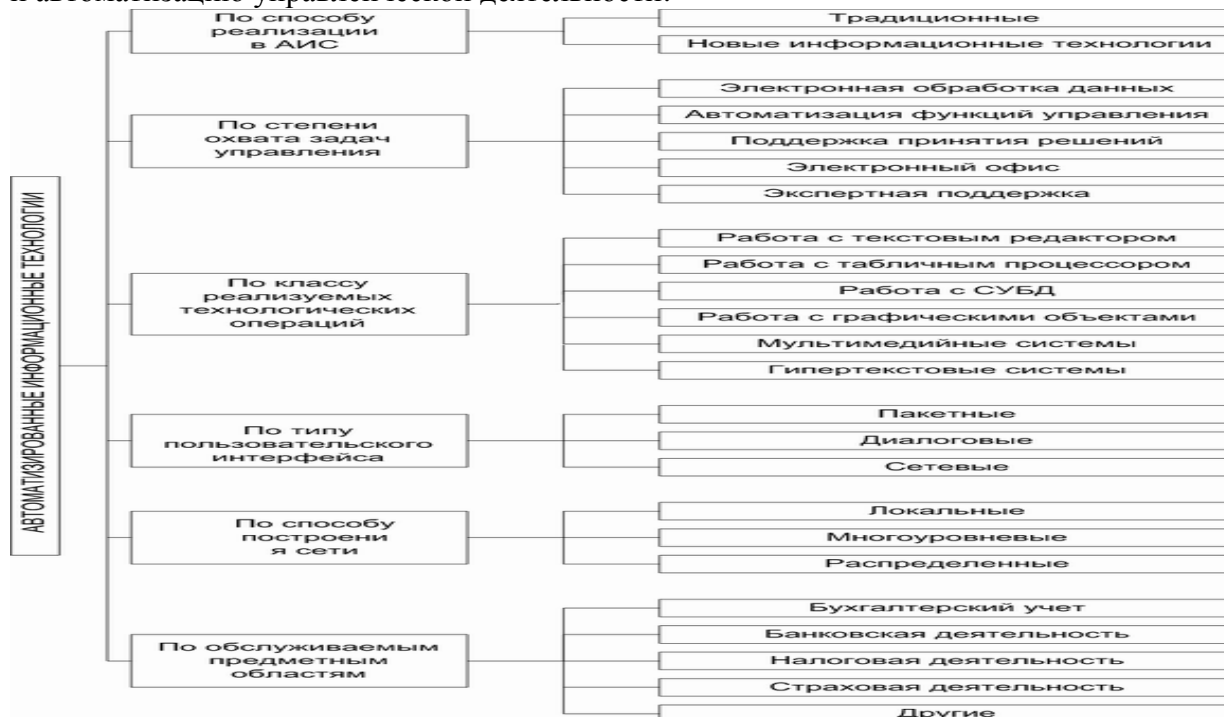 и автоматизацию управленческой деятельности.
АВТОМАТИЗИРОВАННЫЕ ИНФОРМАЦИОННЫЕ ТЕХНОЛОГИИ
По способу
реализации
в АИС
Традиционные
Новые информационные технологии
По степени
охвата задач
управления
Электронная обработка данных
Автоматизация функций управления
Поддержка принятия решений
Электронный офис
Экспертная поддержка
По классу
реализуемых
технологических
операций
Работа с текстовым редактором
Работа с табличным процессором
Работа с СУБД
Работа с графическими объектами
Мультимедийные системы
Гипертекстовые системы
По типу
пользовательского
интерфейса
Пакетные
Диалоговые
Сетевые
По способу
построени
я сети
Локальные
Многоуровневые
Распределенные
По обслуживаемым
предметным
областям
Бухгалтерский учет
Банковская деятельность
Налоговая деятельность
Страховая деятельность
Другие